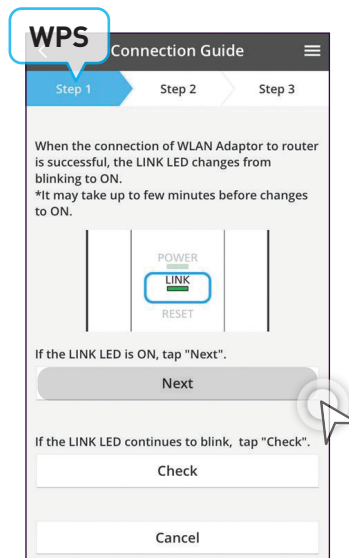 WPS
Connection Guide
Step 1
Step 2
Step 3
When the connection of WLAN Adaptor to router
is successful, the LINK LED changes from
blinking to ON.
*It may take up to few minutes before changes
to ON.
POWER
LINK
RESET
If the LINK LED is ON, tap "Next".
Next
If the LINK LED continues to blink, tap "Check".
Check
Cancel